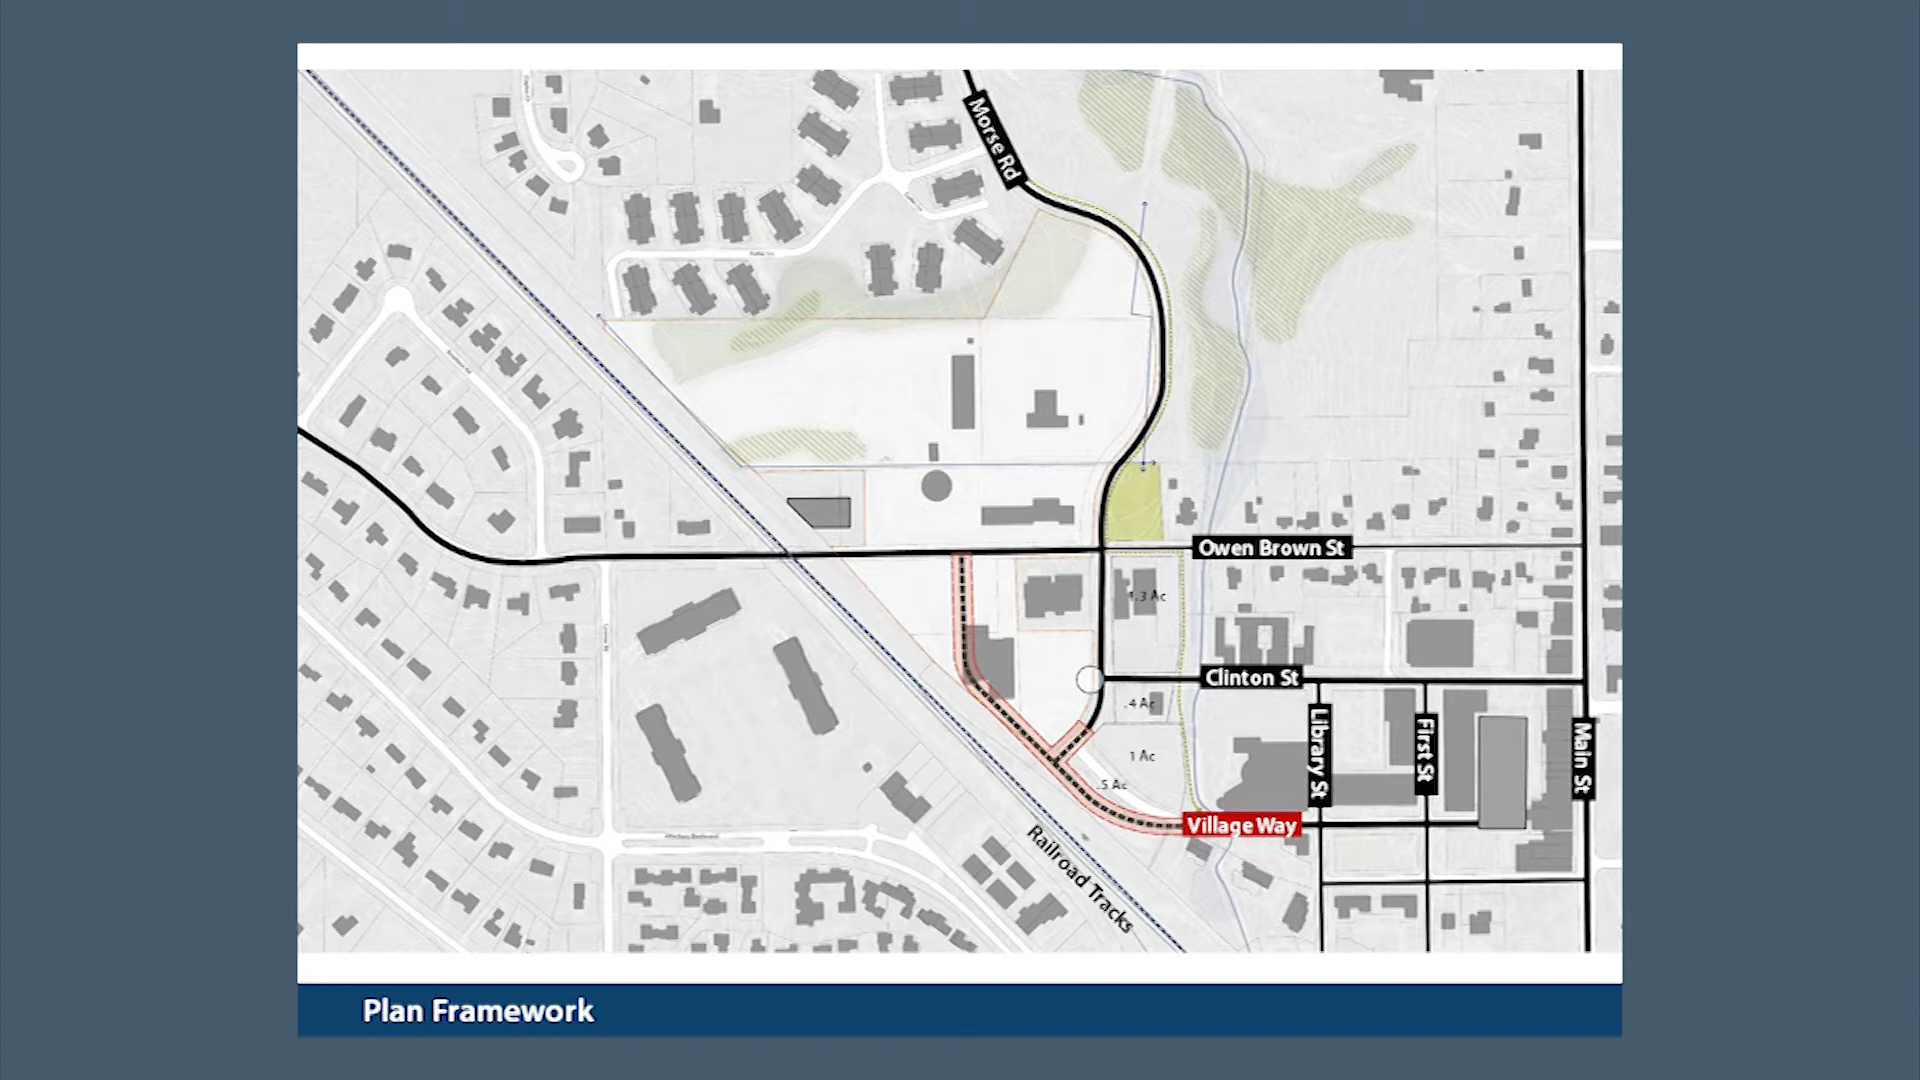 Morse Rd
Owen Brown St
1.3 Ac
Clinton St
.4 Ac
Library St
First St
Main St
1 Ac
.5 Ac
Village Way
Railroad Tracks
Plan Framework